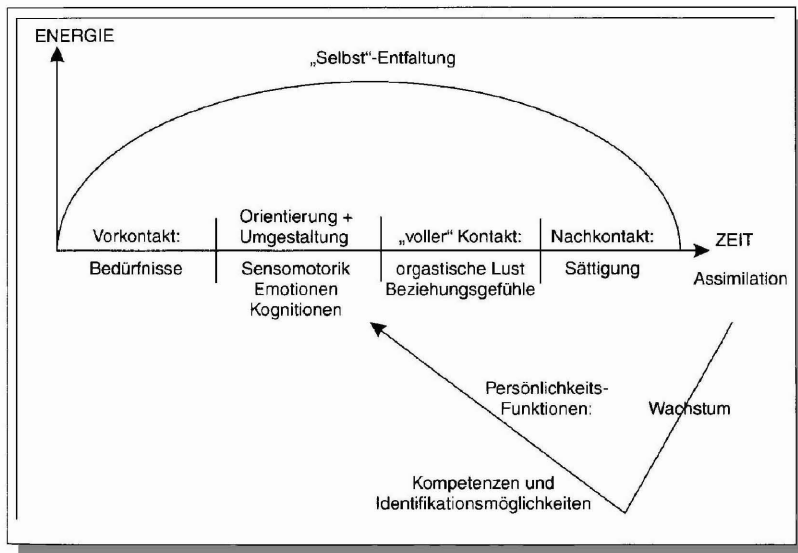 ENERGIE
„Selbst“-Entfaltung
Vorkontakt:
Bedürfnisse
Orientierung +
Umgestaltung
Sensomotorik
Emotionen
Kognitionen
„voller“ Kontakt:
orgastische Lust
Beziehungsgefühle
Nachkontakt:
Sättigung
ZEIT
Assimilation
Persönlichkeits-
Funktionen:
Wachstum
Kompetenzen und
Identifikationsmöglichkeiten